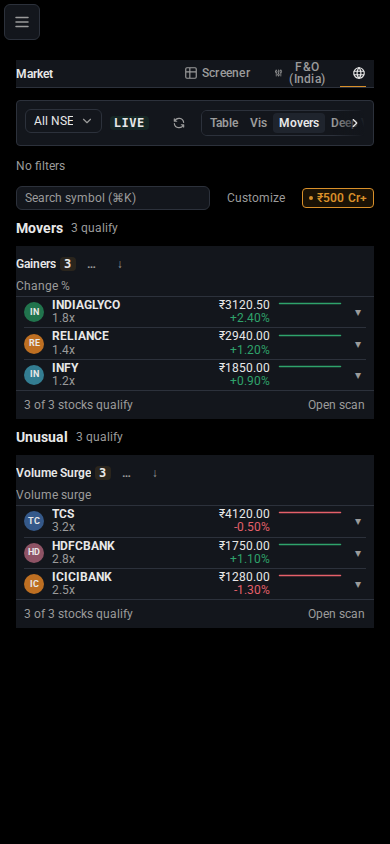 Market
Screener
F&O
(India)
All NSE
LIVE
Table Vis Movers Dee
No filters
Search symbol (⌘K)
Customize
• ₹500 Cr+
Movers 3 qualify
Gainers 3 ... ↓
Change %
IN INDIAGLYCO ₹3120.50 ▼
1.8x +2.40%
RE RELIANCE ₹2940.00 ▼
1.4x +1.20%
IN INFY ₹1850.00 ▼
1.2x +0.90%
3 of 3 stocks qualify Open scan
Unusual 3 qualify
Volume Surge 3 ... ↓
Volume surge
TC TCS ₹4120.00 ▼
3.2x -0.50%
HD HDFCBANK ₹1750.00 ▼
2.8x +1.10%
IC ICICIBANK ₹1280.00 ▼
2.5x -1.30%
3 of 3 stocks qualify Open scan